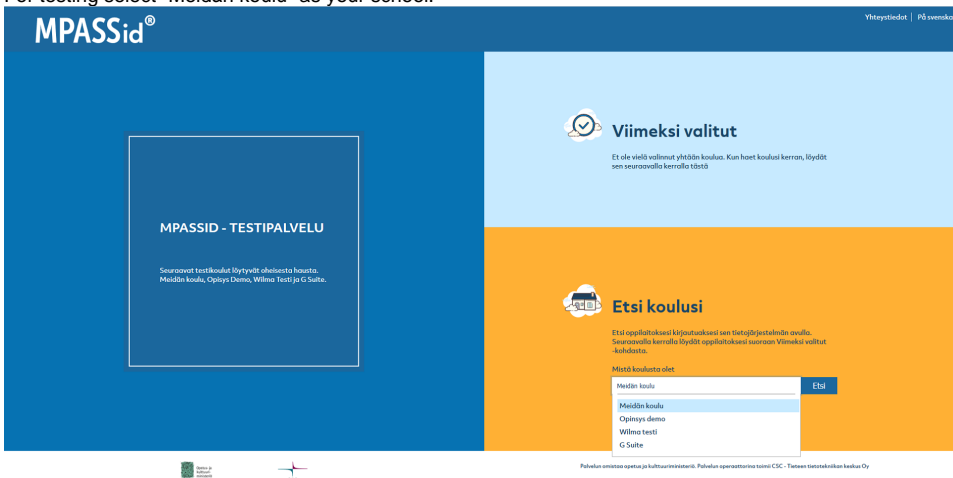 For testing select "Meidän koulu" as your school.
MPASSid®
Yhteystiedot | På svenska
MPASSID - TESTIPALVELU
Seuraavat testikoulut löytyvät oheisesta hausta.
Meidän koulu, Opisys Demo, Wilma Testi ja G Suite.
Viimeksi valitut
Et ole vielä valinnut yhtään koulua. Kun haet koulusi kerran, löydät
sen seuraavalla kerralla tästä
Etsi koulusi
Etsi oppilaitoksesi kirjautuaksesi sen tietojärjestelmän avulla.
Seuraavalla kerralla löydät oppilaitoksesi suoraan Viimeksi valitut
-kohdasta.
Mistä koulusta olet
Meidän koulu
Etsi
Meidän koulu
Opinsys demo
Wilma testi
G Suite
Opetus- ja
kulttuuri-
ministeriö
Palvelun omistaa opetus ja kulttuuriministeriö. Palvelun operaattorina toimii CSC - Tieteen tietotekniikan keskus Oy